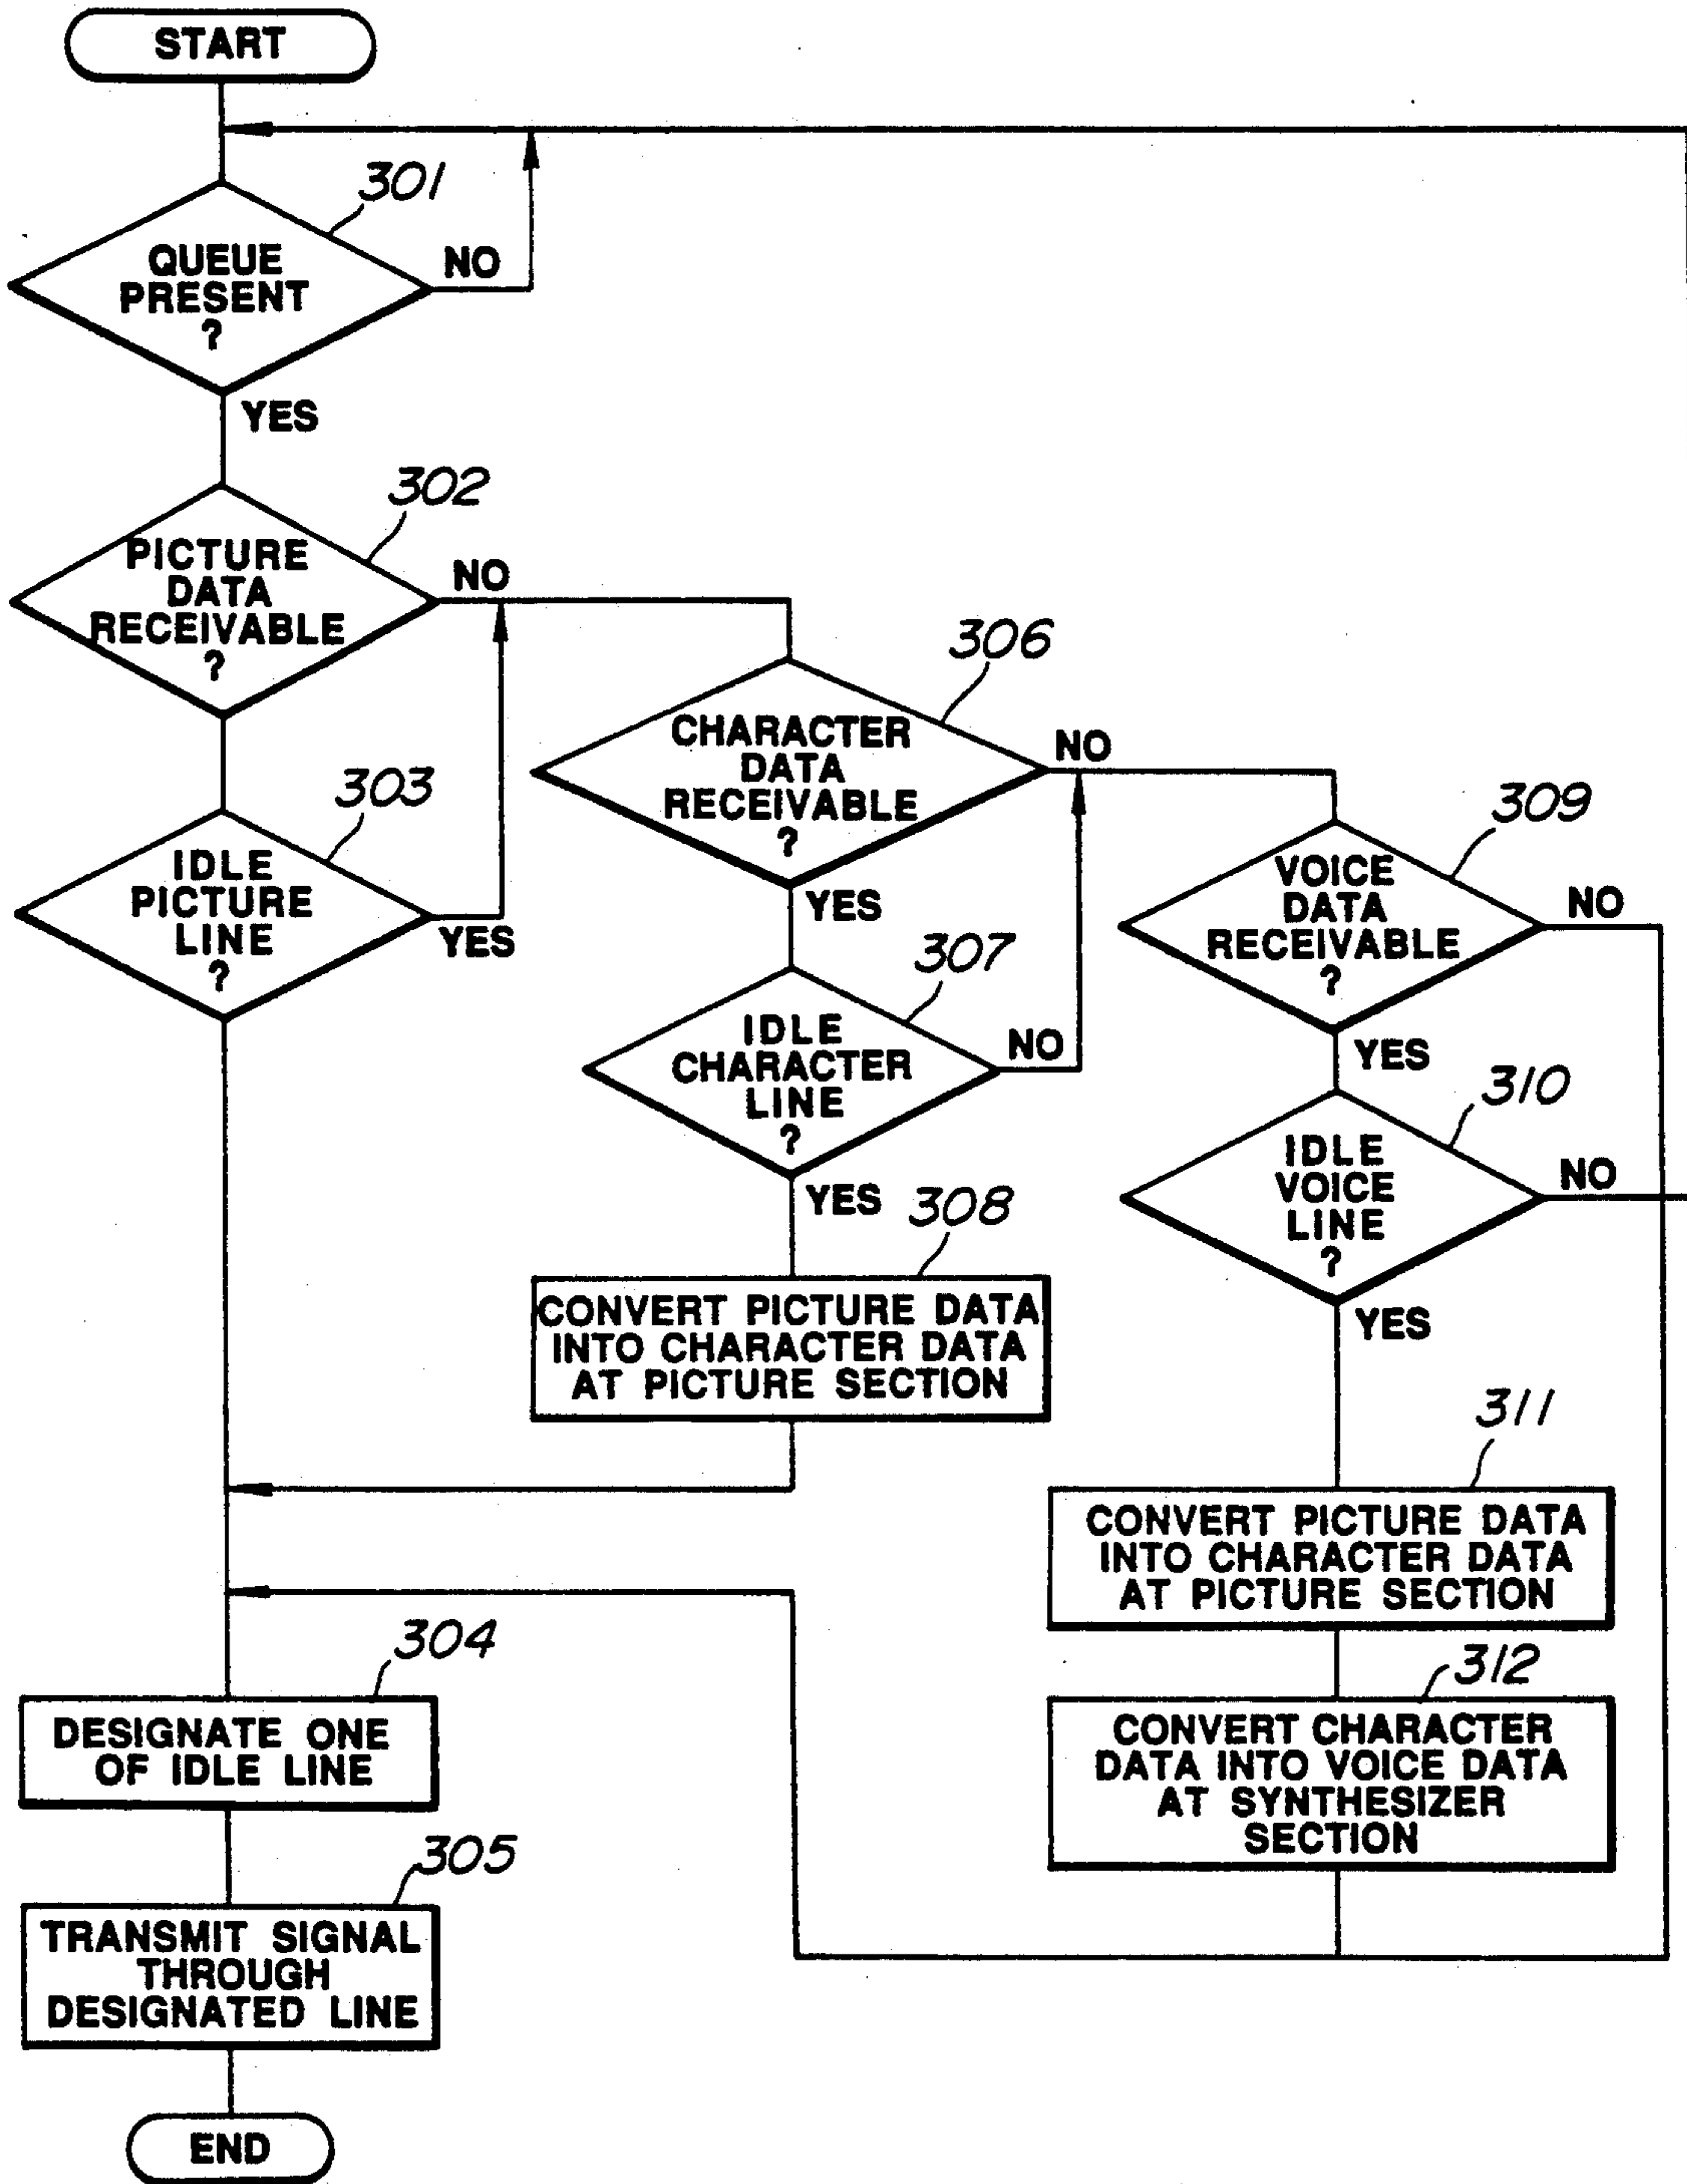 START
301
QUEUE
PRESENT
?
NO
YES
302
PICTURE
DATA
RECEIVABLE
?
NO
303
IDLE
PICTURE
LINE
?
YES
306
CHARACTER
DATA
RECEIVABLE
?
NO
YES
307
IDLE
CHARACTER
LINE
?
NO
YES
308
CONVERT PICTURE DATA
INTO CHARACTER DATA
AT PICTURE SECTION
309
VOICE
DATA
RECEIVABLE
?
NO
YES
310
IDLE
VOICE
LINE
?
NO
YES
311
CONVERT PICTURE DATA
INTO CHARACTER DATA
AT PICTURE SECTION
312
CONVERT CHARACTER
DATA INTO VOICE DATA
AT SYNTHESIZER
SECTION
304
DESIGNATE ONE
OF IDLE LINE
305
TRANSMIT SIGNAL
THROUGH
DESIGNATED LINE
END